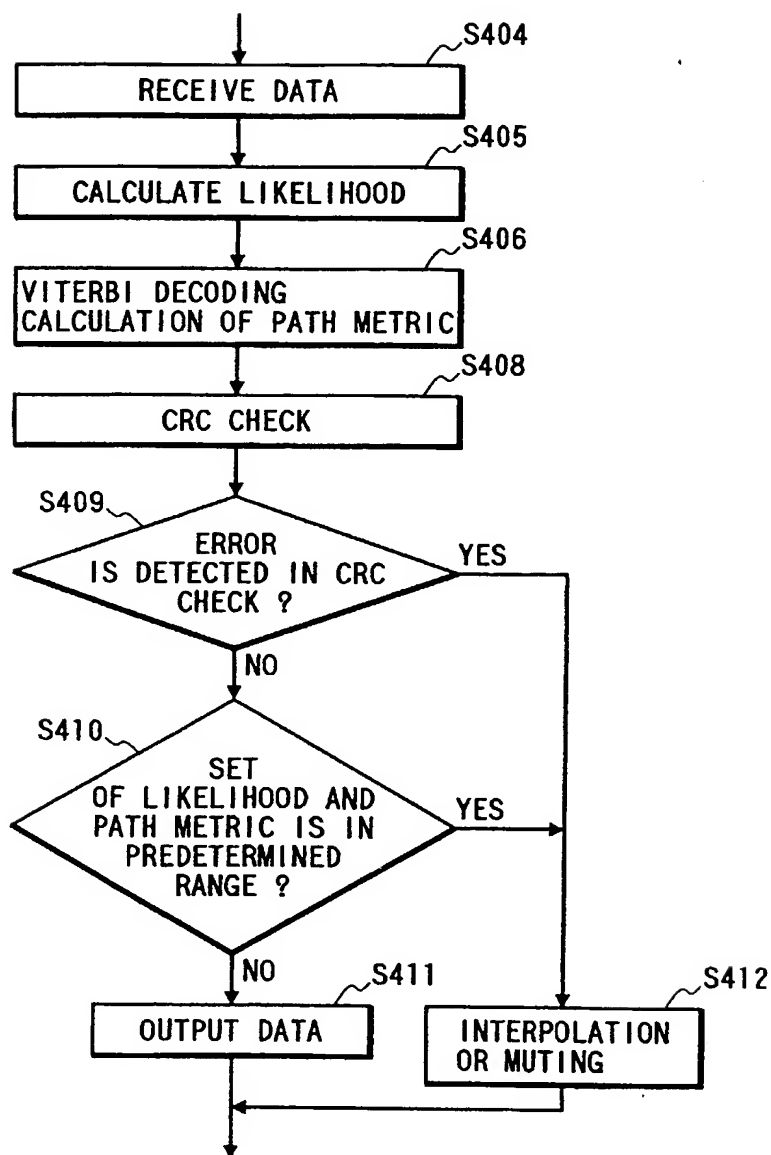 S404
RECEIVE DATA
S405
CALCULATE LIKELIHOOD
S406
VITERBI DECODING
CALCULATION OF PATH METRIC
S408
CRC CHECK
S409
ERROR
IS DETECTED IN CRC
CHECK ?
YES
NO
S410
SET
OF LIKELIHOOD AND
PATH METRIC IS IN
PREDETERMINED
RANGE ?
YES
NO
S411
OUTPUT DATA
S412
INTERPOLATION
OR MUTING